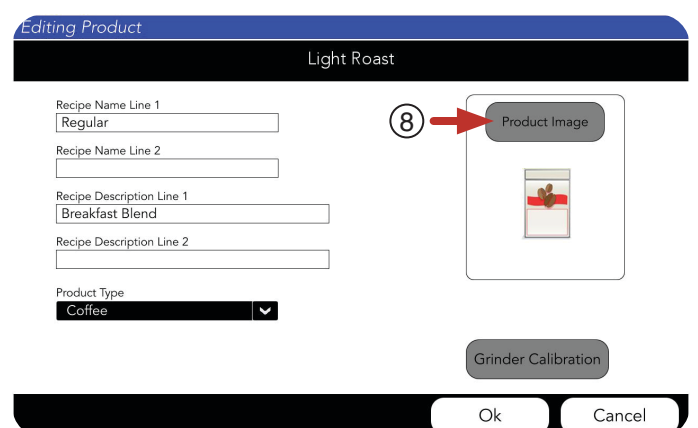 Editing Product
Light Roast
Recipe Name Line 1
Regular
Recipe Name Line 2
Recipe Description Line 1
Breakfast Blend
Recipe Description Line 2
Product Type
Coffee
8
Product Image
Grinder Calibration
Ok
Cancel